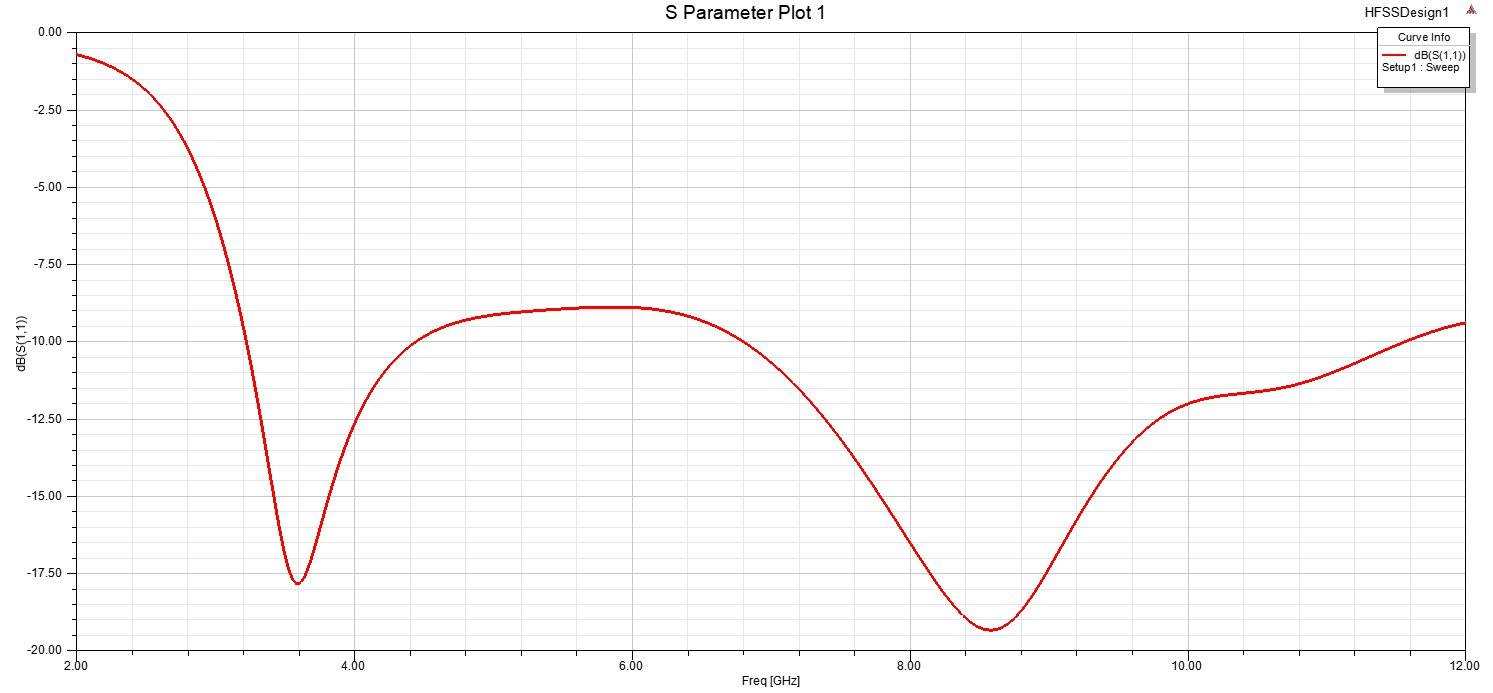 S Parameter Plot 1
HFSSDesign1
Curve Info
dB(S(1,1))
Setup1 : Sweep
0.00
-2.50
-5.00
-7.50
-10.00
-12.50
-15.00
-17.50
-20.00
dB(S(1,1))
2.00 4.00 6.00 8.00 10.00 12.00
Freq [GHz]